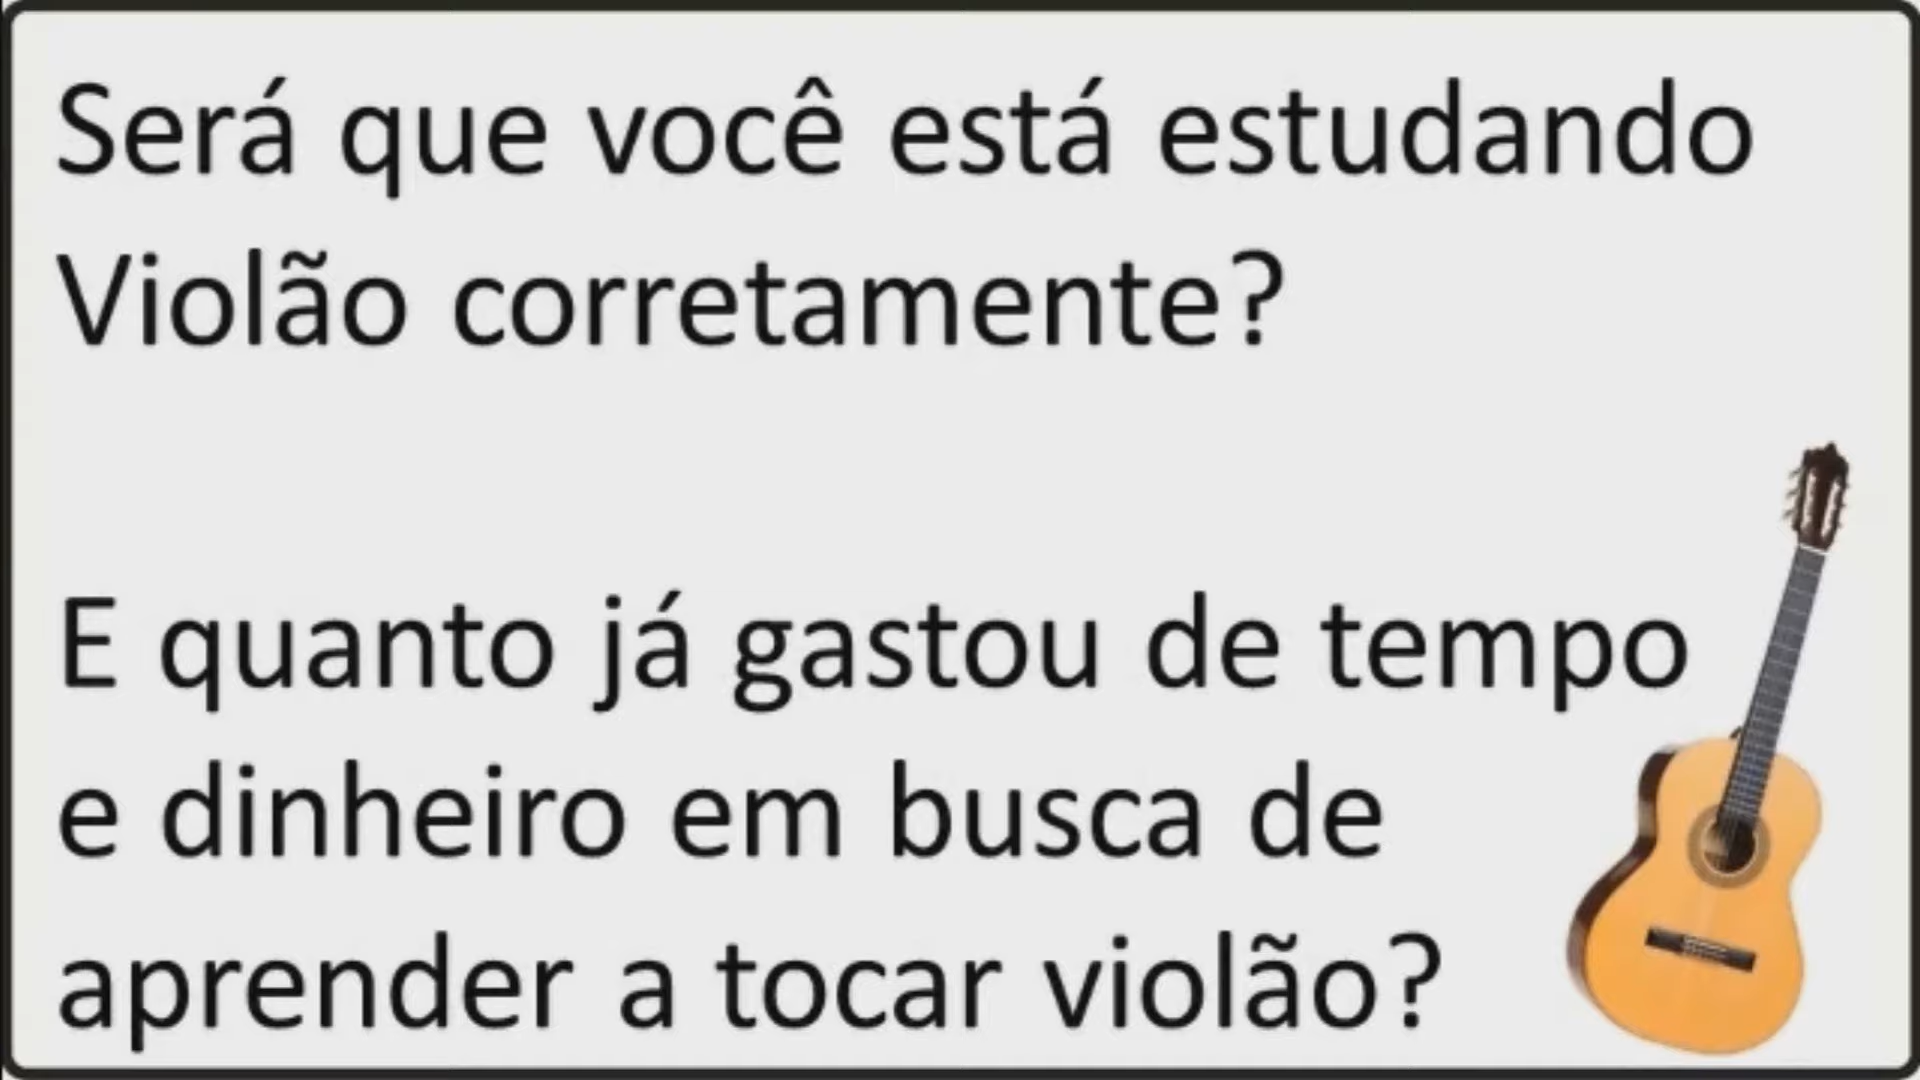 Será que você está estudando
Violão corretamente?
E quanto já gastou de tempo
e dinheiro em busca de
aprender a tocar violão?